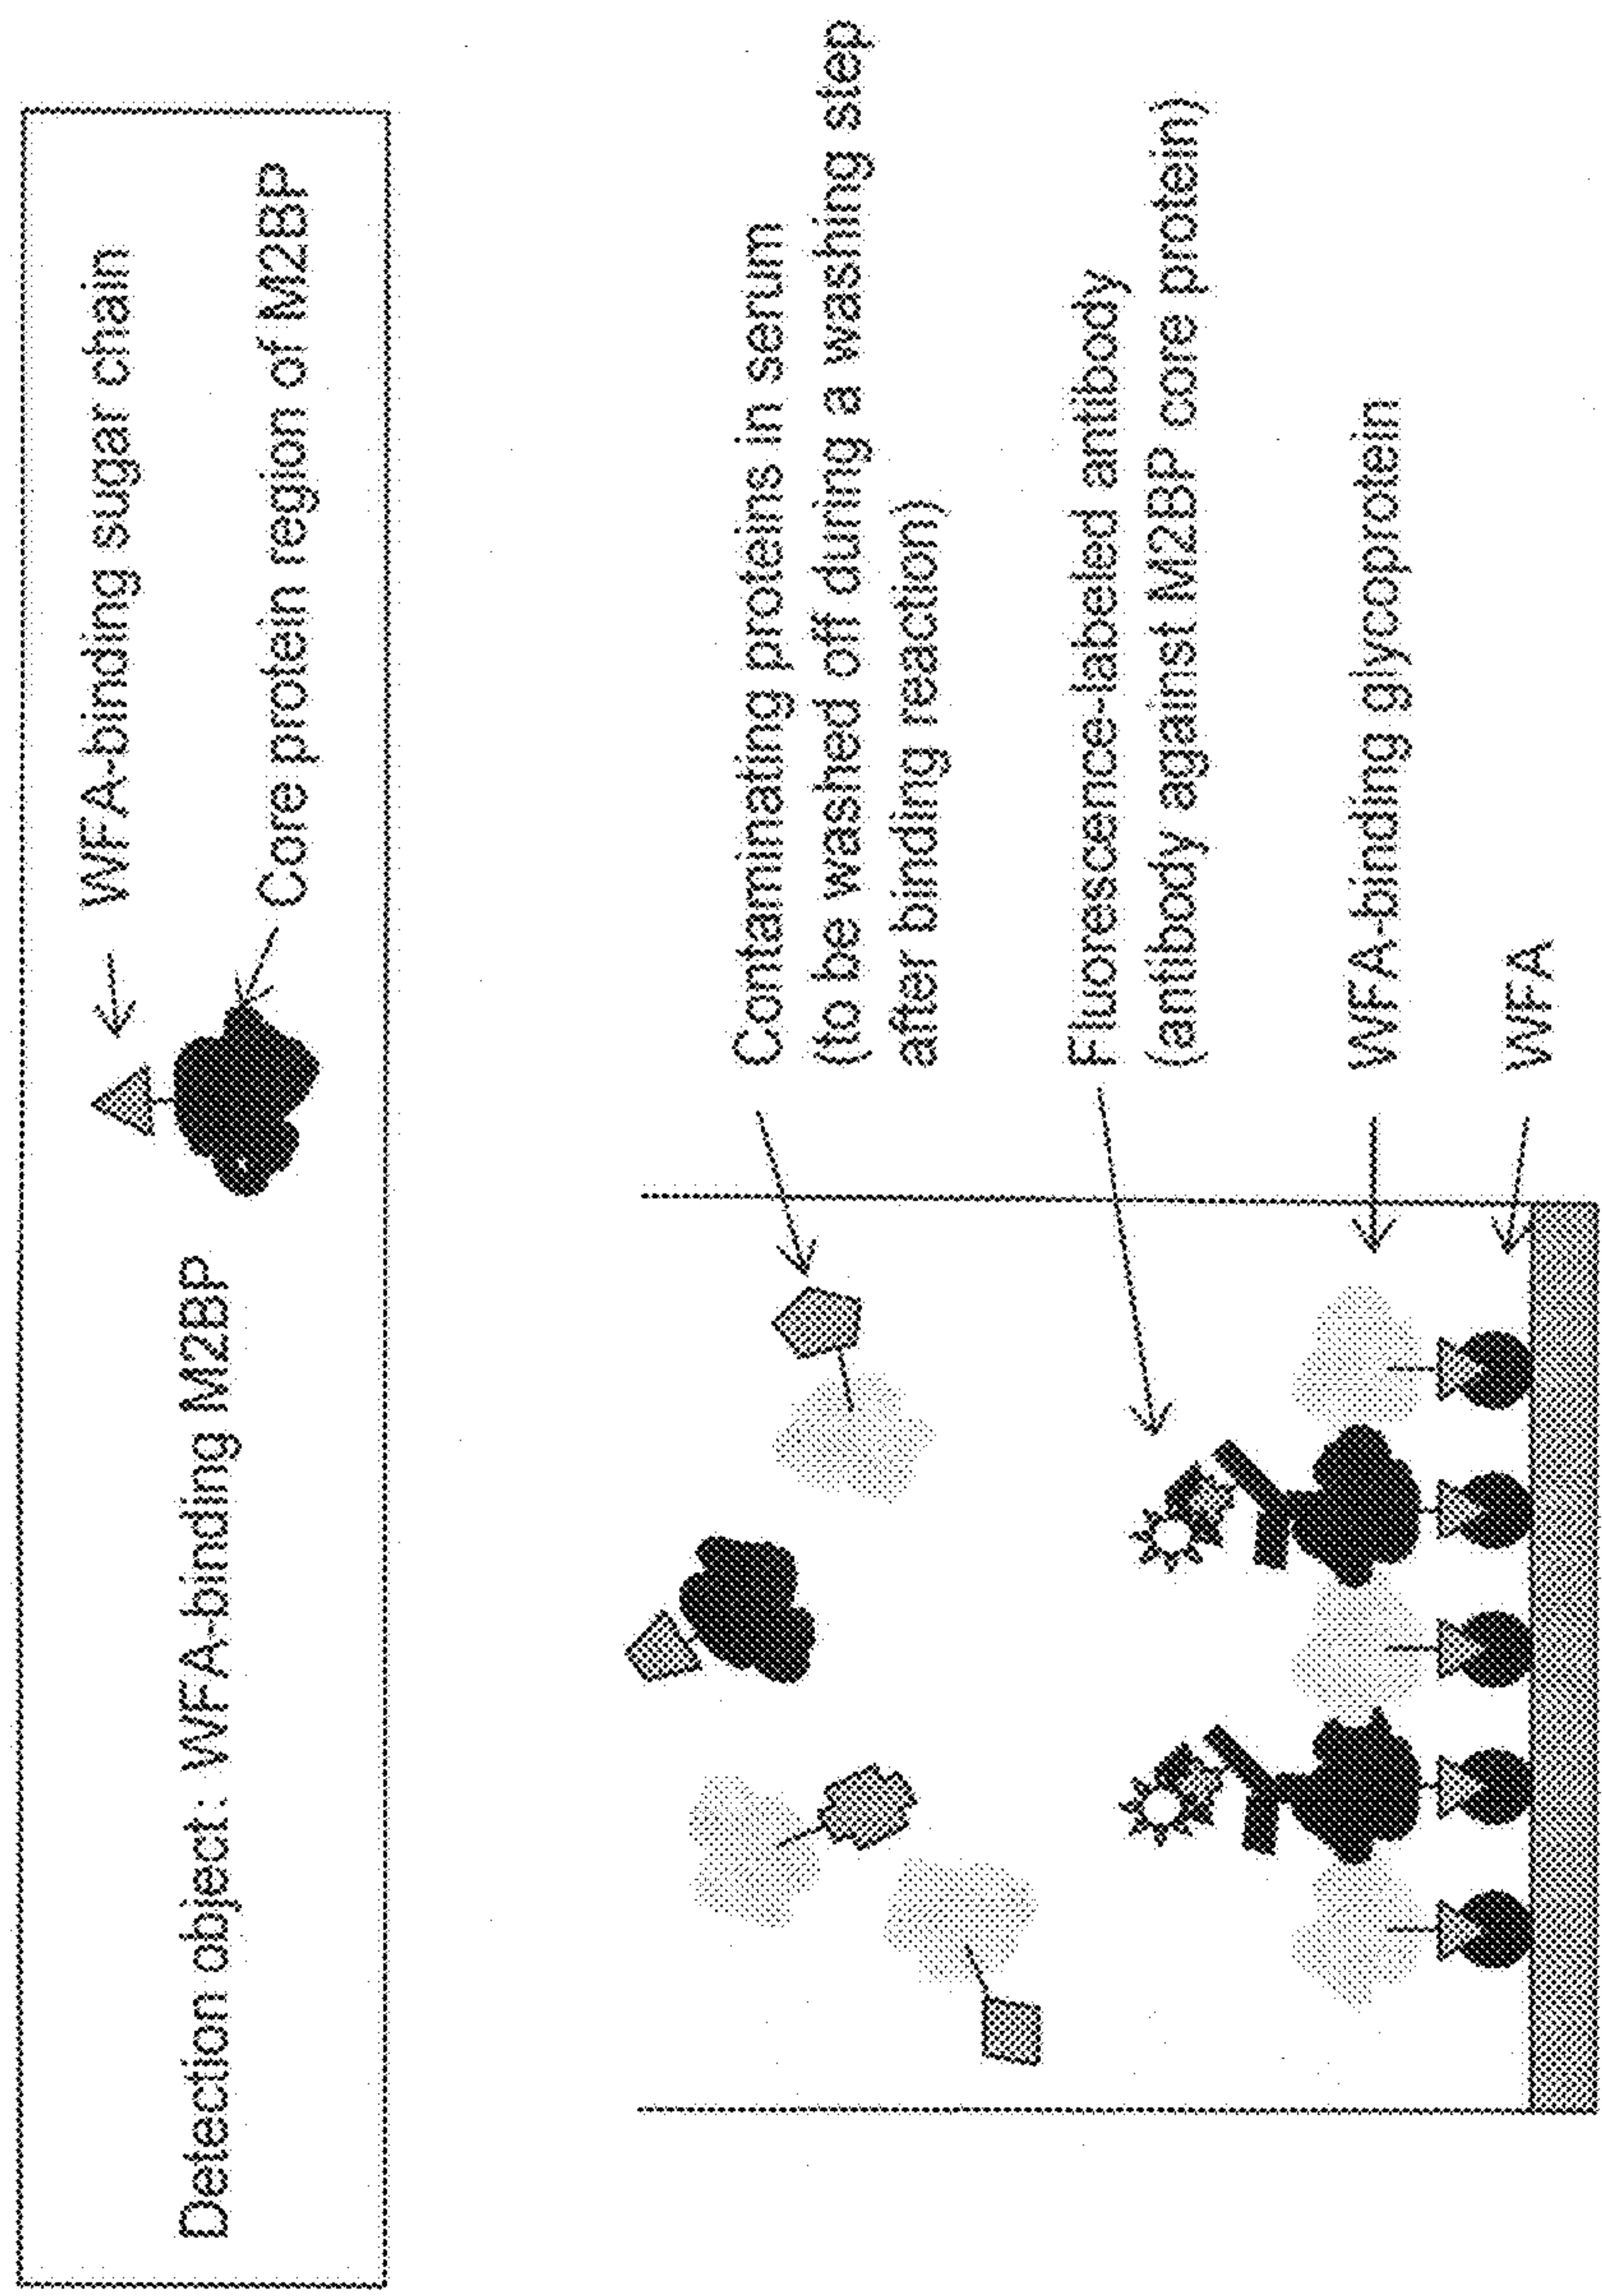 Detection object: WFA-binding M2BP
WFA-binding sugar chain
Core protein region of M2BP
Contaminating proteins in serum
(to be washed off during a washing step
after binding reaction)
Fluorescence-labeled antibody
(antibody against M2BP core protein)
WFA-binding glycoprotein
WFA